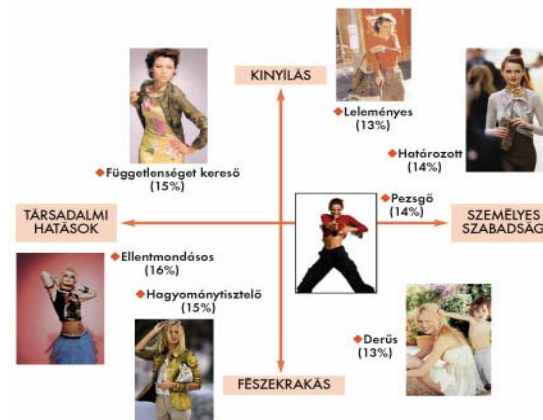 KINYÍLÁS
Leleményes
(13%)
Határozott
(14%)
Függetlenséget kereső
(15%)
Pezsgő
(14%)
TÁRSADALMI
HATÁSOK
SZEMÉLYES
SZABADSÁG
Ellentmondásos
(16%)
Hagyománytisztelő
(15%)
Derűs
(13%)
FÉSZEKRAKÁS